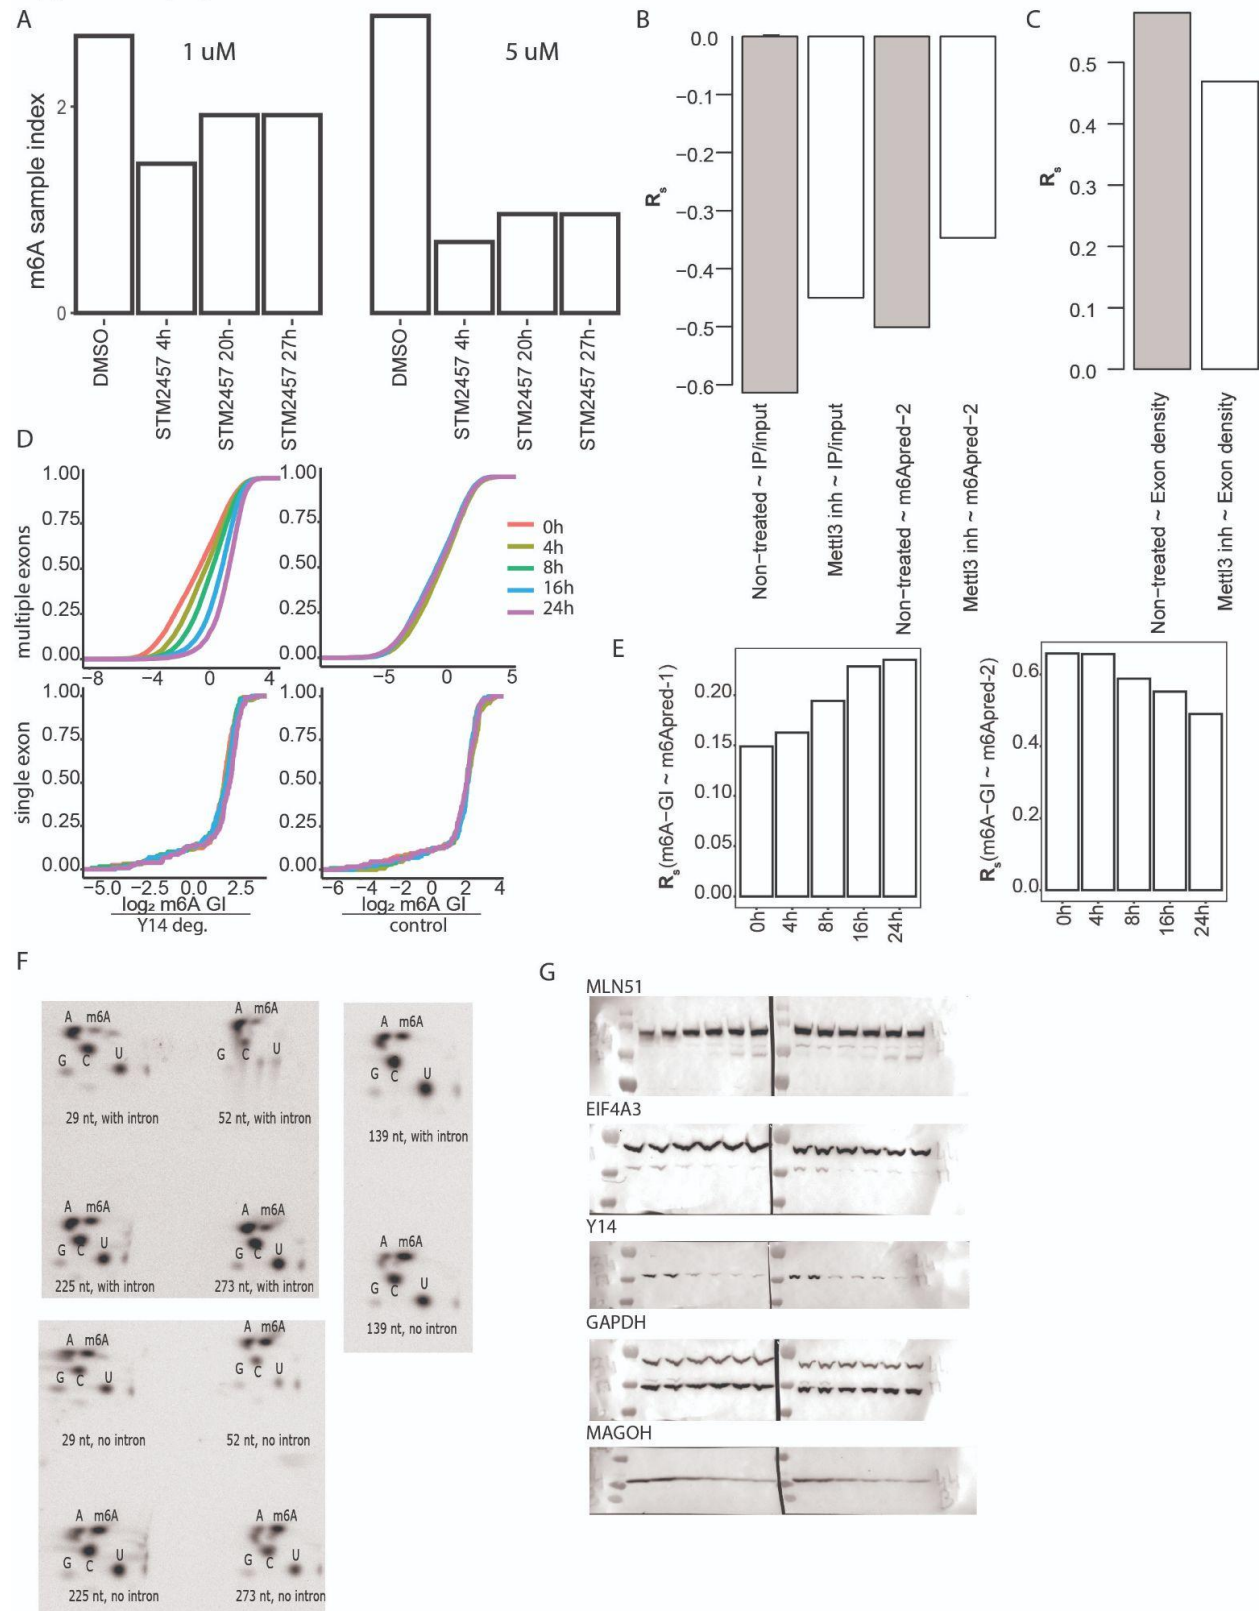 A
1 uM
5 uM
m6A sample index
2
0
DMSO
STM2457 4h
STM2457 20h
STM2457 27h
DMSO
STM2457 4h
STM2457 20h
STM2457 27h
B
Rs
0.0
−0.1
−0.2
−0.3
−0.4
−0.5
−0.6
Non−treated ~ IP/input
Mettl3 inh ~ IP/input
Non−treated ~ m6Apred−2
Mettl3 inh ~ m6Apred−2
C
Rs
0.5
0.4
0.3
0.2
0.1
0.0
Non−treated ~ Exon density
Mettl3 inh ~ Exon density
D
multiple exons
1.00
0.75
0.50
0.25
0.00
−8 −4 0 4
1.00
0.75
0.50
0.25
0.00
−5 0 5
0h
4h
8h
16h
24h
single exon
1.00
0.75
0.50
0.25
0.00
−5.0 −2.5 0.0 2.5
log₂ m6A GI
Y14 deg.
1.00
0.75
0.50
0.25
0.00
−6 −4 −2 0 2 4
log₂ m6A GI
control
E
Rs(m6A−GI ~ m6Apred-1)
0.20
0.15
0.10
0.05
0.00
0h
4h
8h
16h
24h
Rs(m6A−GI ~ m6Apred-2)
0.6
0.4
0.2
0.0
0h
4h
8h
16h
24h
F
A m6A
G C U
29 nt, with intron
A m6A
G C U
52 nt, with intron
A m6A
G C U
225 nt, with intron
A m6A
G C U
273 nt, with intron
A m6A
G C U
139 nt, with intron
A m6A
G C U
139 nt, no intron
A m6A
G C U
29 nt, no intron
A m6A
G C U
52 nt, no intron
A m6A
G C U
225 nt, no intron
A m6A
G C U
273 nt, no intron
G
MLN51
EIF4A3
Y14
GAPDH
MAGOH